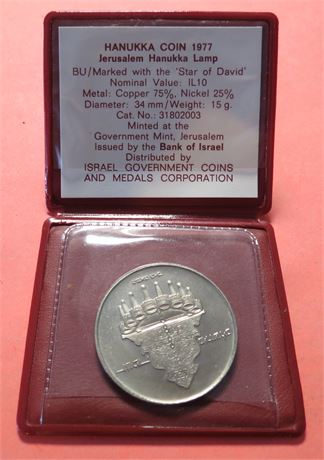 HANUKKA COIN 1977
Jerusalem Hanukka Lamp
BU/Marked with the 'Star of David'
Nominal Value: IL10
Metal: Copper 75%, Nickel 25%
Diameter: 34 mm/Weight: 15 g.
Cat. No.: 31802003
Minted at the
Government Mint, Jerusalem
Issued by the Bank of Israel
Distributed by
ISRAEL GOVERNMENT COINS
AND MEDALS CORPORATION